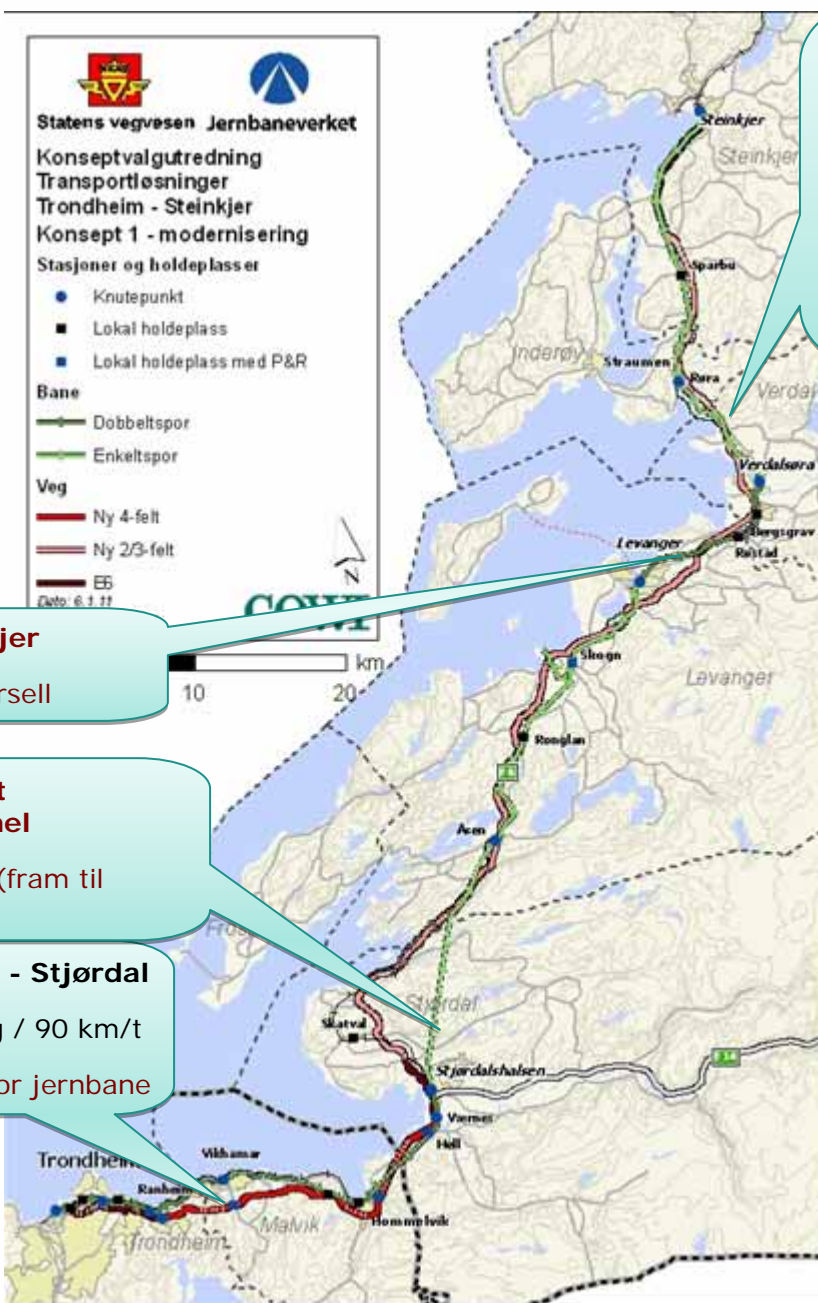 Statens vegvesen Jernbaneverket
Konseptvalgutredning
Transportløsninger
Trondheim - Steinkjer
Konsept 1 - modernisering
Stasjoner og holdeplasser
Knutepunkt
Lokal holdeplass
Lokal holdeplass med P&R
Bane
Dobbeltspor
Enkeltspor
Veg
Ny 4-felt
Ny 2/3-felt
E6
Dato: 6.1.11
N
COWI
km
10
20
Steinkjer
Steinkjer
Sparbu
Inderøy
Straumen
Røra
Verdal
Verdalsøra
Bergsgrav
Røstad
Levanger
jer
rsell
Skogn
Levanger
Ronglan
t
nel
(fram til
Åsen
Fros
- Stjørdal
g / 90 km/t
or jernbane
Stjørdal
Skatval
Stjørdalshalsen
Værnes
Hell
Vikhamar
Trondheim
Ranheim
Malvik
Hommelvik
Trondheim